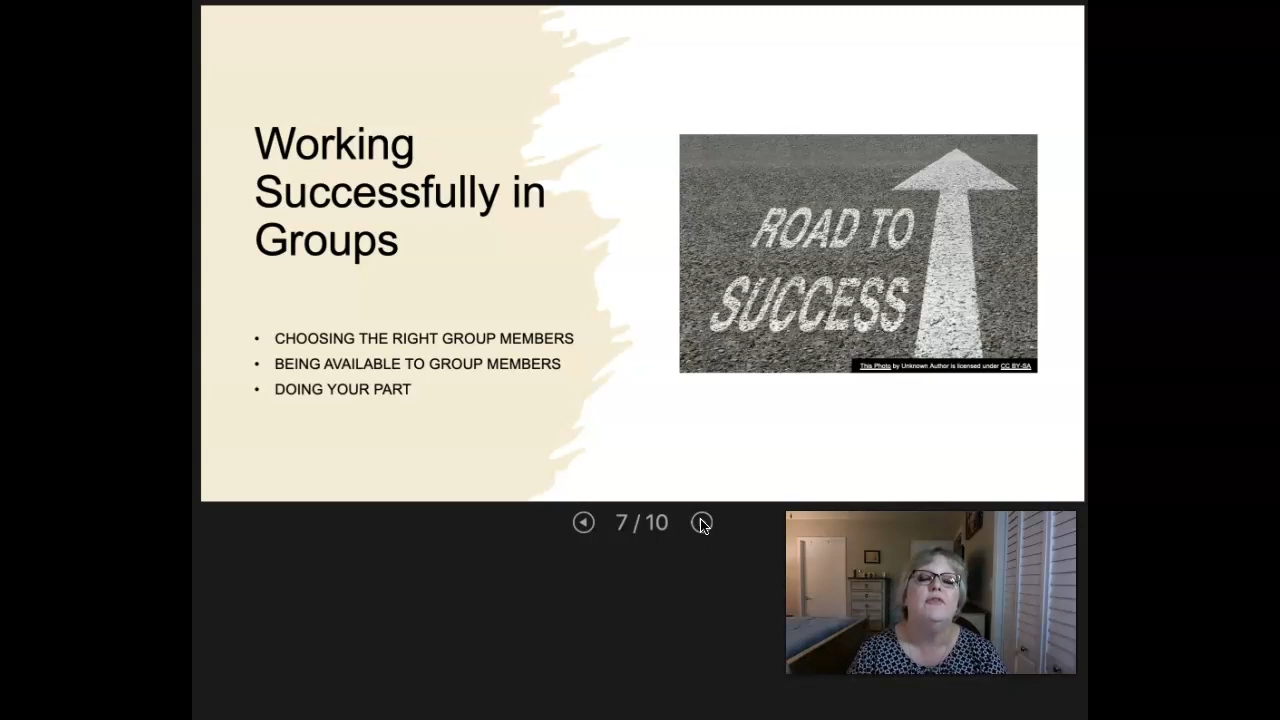 Working
Successfully in
Groups
• CHOOSING THE RIGHT GROUP MEMBERS
• BEING AVAILABLE TO GROUP MEMBERS
• DOING YOUR PART
ROAD TO
SUCCESS
This Photo by Unknown Author is licensed under CC BY-SA
7 / 10